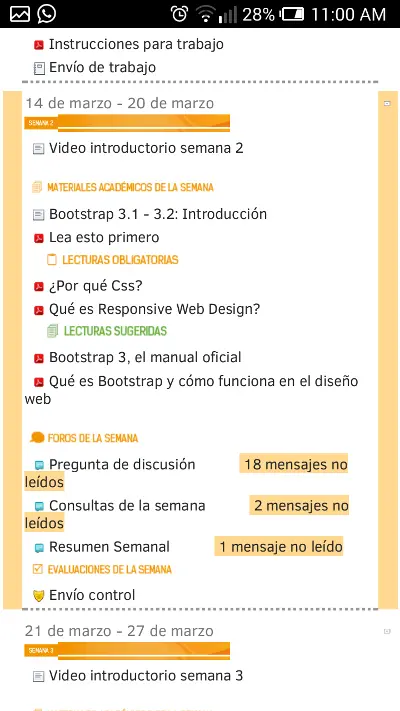 28% 11:00 AM
Instrucciones para trabajo
Envío de trabajo
14 de marzo - 20 de marzo
SEMANA 2
Video introductorio semana 2
MATERIALES ACADÉMICOS DE LA SEMANA
Bootstrap 3.1 - 3.2: Introducción
Lea esto primero
LECTURAS OBLIGATORIAS
¿Por qué Css?
Qué es Responsive Web Design?
LECTURAS SUGERIDAS
Bootstrap 3, el manual oficial
Qué es Bootstrap y cómo funciona en el diseño
web
FOROS DE LA SEMANA
Pregunta de discusión 18 mensajes no
leídos
Consultas de la semana 2 mensajes no
leídos
Resumen Semanal 1 mensaje no leído
EVALUACIONES DE LA SEMANA
Envío control
21 de marzo - 27 de marzo
SEMANA 3
Video introductorio semana 3